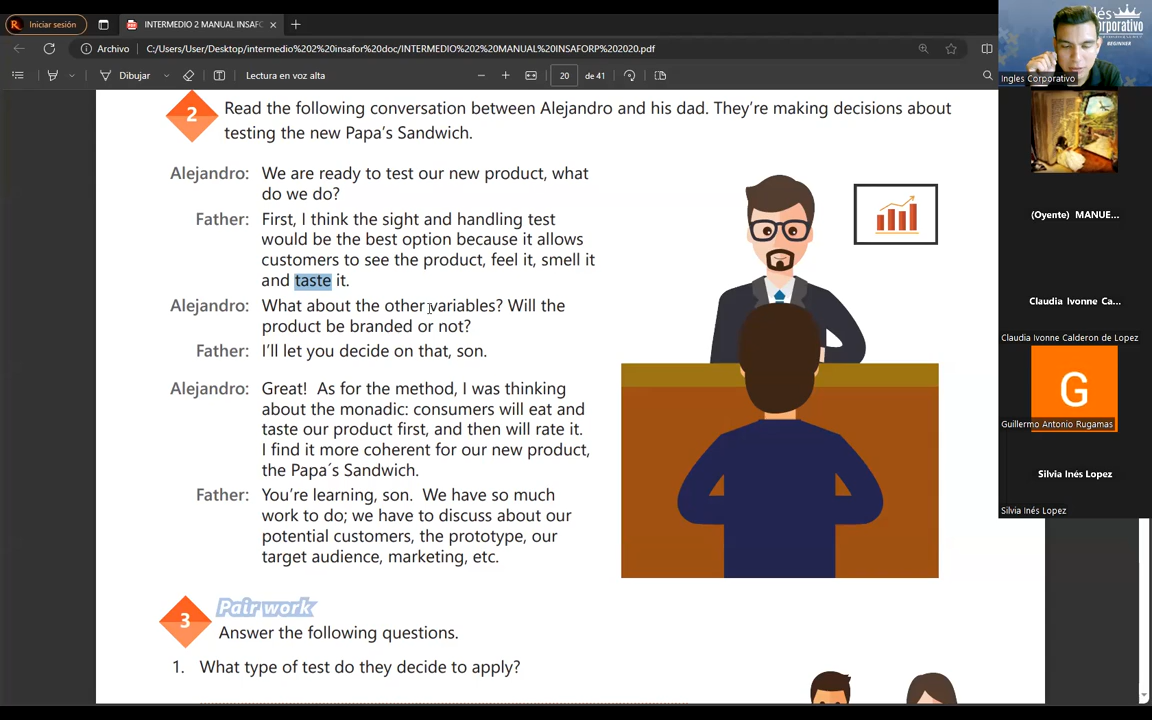 Iniciar sesión
INTERMEDIO 2 MANUAL INSAFOR
Archivo
C:/Users/User/Desktop/intermedio%202%20insafor%20doc/INTERMEDIO%202%20MANUAL%20INSAFORP%202020.pdf
Dibujar
Lectura en voz alta
20 de 41
2
Read the following conversation between Alejandro and his dad. They're making decisions about
testing the new Papa's Sandwich.
Alejandro: We are ready to test our new product, what
do we do?
Father: First, I think the sight and handling test
would be the best option because it allows
customers to see the product, feel it, smell it
and taste it.
Alejandro: What about the other variables? Will the
product be branded or not?
Father: I'll let you decide on that, son.
Alejandro: Great! As for the method, I was thinking
about the monadic: consumers will eat and
taste our product first, and then will rate it.
I find it more coherent for our new product,
the Papa´s Sandwich.
Father: You're learning, son. We have so much
work to do; we have to discuss about our
potential customers, the prototype, our
target audience, marketing, etc.
3
Pair work
Answer the following questions.
1. What type of test do they decide to apply?
BEGINNER
Ingles Corporativo
(Oyente) MANUE...
Claudia Ivonne Ca...
Claudia Ivonne Calderon de Lopez
G
Guillermo Antonio Rugamas
Silvia Inés Lopez
Silvia Inés Lopez